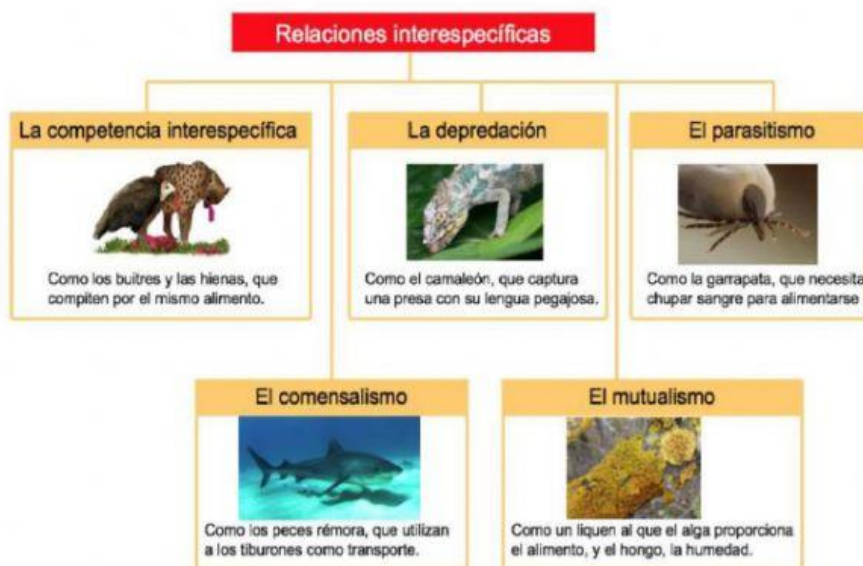 Relaciones interespecíficas
La competencia interespecífica
Como los buitres y las hienas, que
compiten por el mismo alimento.
La depredación
Como el camaleón, que captura
una presa con su lengua pegajosa.
El parasitismo
Como la garrapata, que necesita
chupar sangre para alimentarse
El comensalismo
Como los peces rémora, que utilizan
a los tiburones como transporte.
El mutualismo
Como un liquen al que el alga proporciona
el alimento, y el hongo, la humedad.